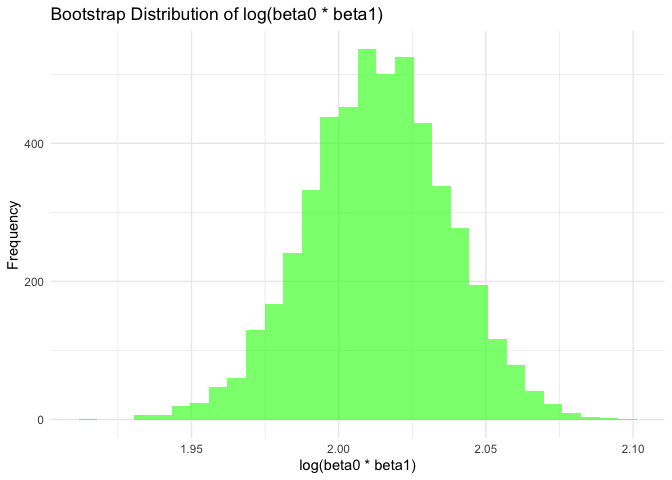 Bootstrap Distribution of log(beta0 * beta1)
Frequency
400
200
0
1.95 2.00 2.05 2.10
log(beta0 * beta1)